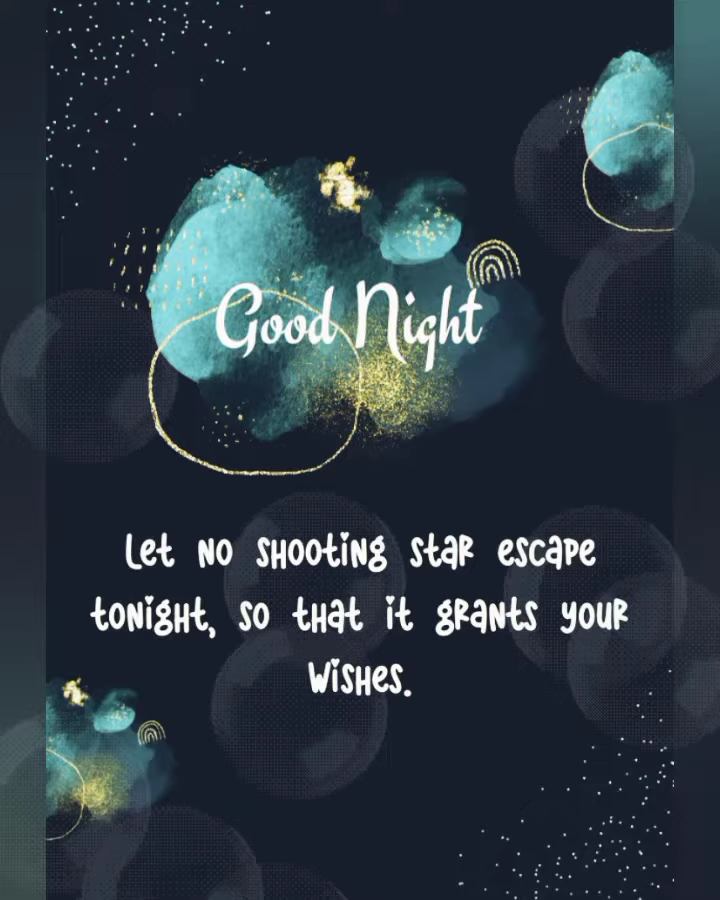 Good Night
Let no shooting star escape
tonight, so that it grants your
wishes.